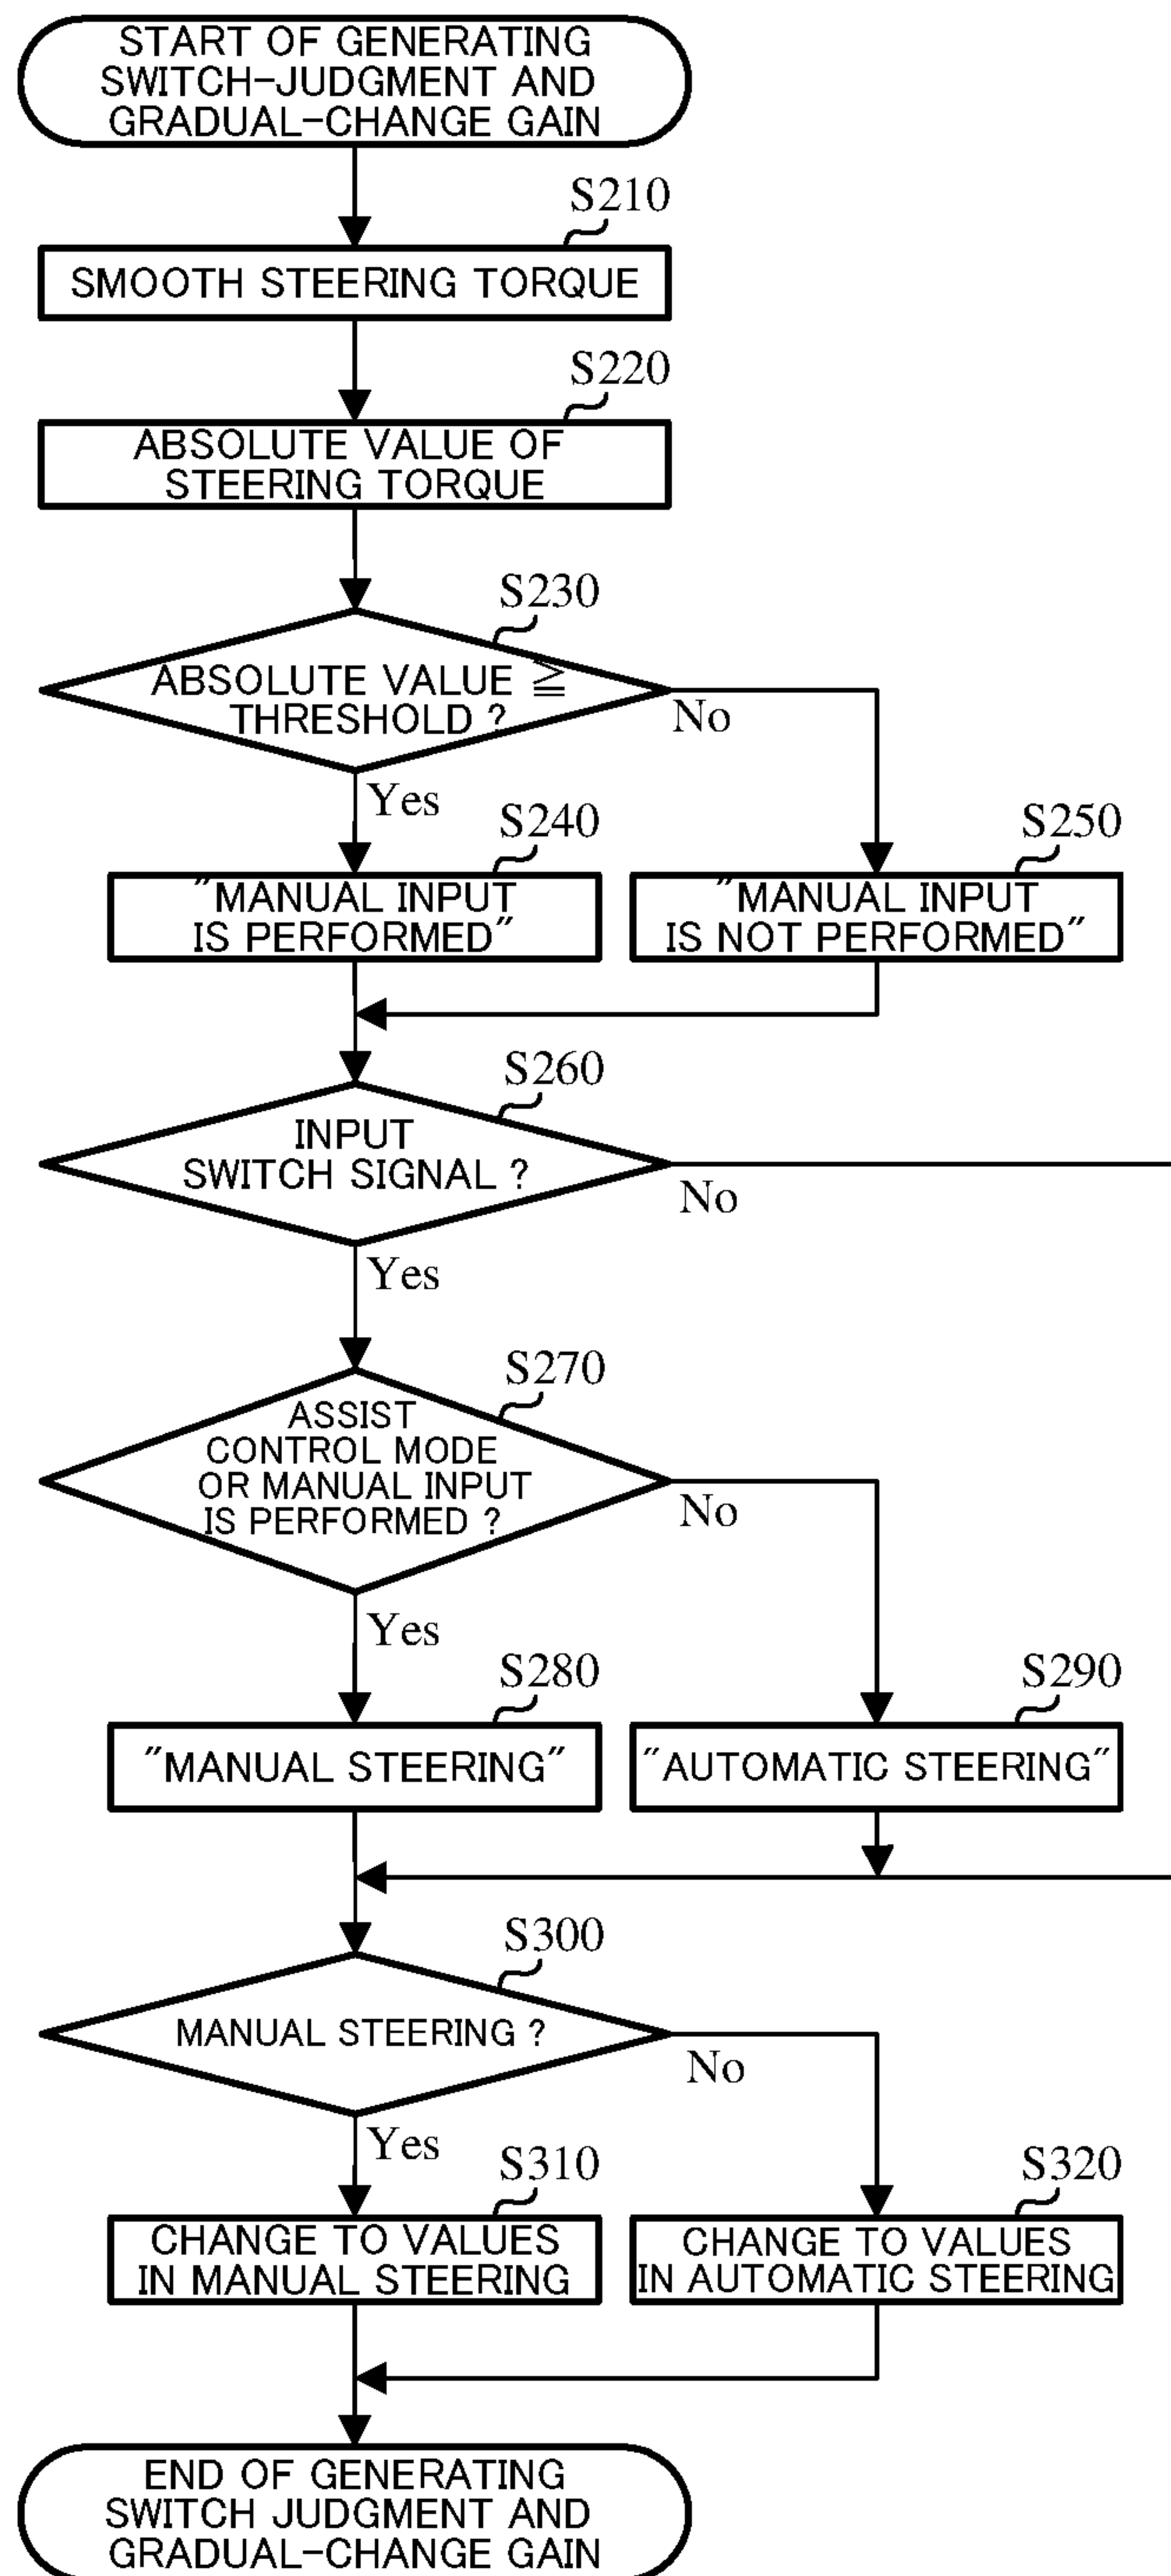 START OF GENERATING
SWITCH-JUDGMENT AND
GRADUAL-CHANGE GAIN
S210
SMOOTH STEERING TORQUE
S220
ABSOLUTE VALUE OF
STEERING TORQUE
S230
ABSOLUTE VALUE ≧
THRESHOLD ?
No
Yes
S240
S250
"MANUAL INPUT
IS PERFORMED"
"MANUAL INPUT
IS NOT PERFORMED"
S260
INPUT
SWITCH SIGNAL ?
No
Yes
S270
ASSIST
CONTROL MODE
OR MANUAL INPUT
IS PERFORMED ?
No
Yes
S280
S290
"MANUAL STEERING"
"AUTOMATIC STEERING"
S300
MANUAL STEERING ?
No
Yes
S310
S320
CHANGE TO VALUES
IN MANUAL STEERING
CHANGE TO VALUES
IN AUTOMATIC STEERING
END OF GENERATING
SWITCH JUDGMENT AND
GRADUAL-CHANGE GAIN